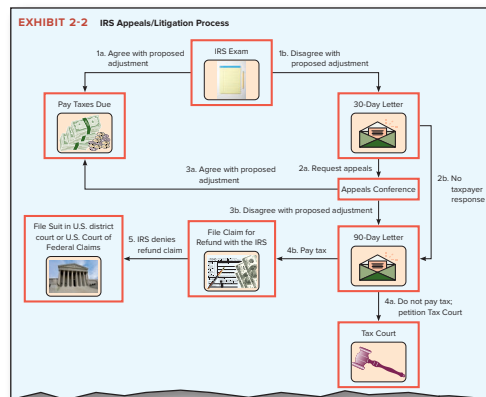 EXHIBIT 2-2 IRS Appeals/Litigation Process
1a. Agree with proposed
adjustment
IRS Exam
1b. Disagree with
proposed adjustment
Pay Taxes Due
30-Day Letter
3a. Agree with proposed
adjustment
2a. Request appeals
2b. No
taxpayer
response
Appeals Conference
3b. Disagree with proposed adjustment
File Suit in U.S. district
court or U.S. Court of
Federal Claims
5. IRS denies
refund claim
File Claim for
Refund with the IRS
4b. Pay tax
90-Day Letter
4a. Do not pay tax;
petition Tax Court
Tax Court